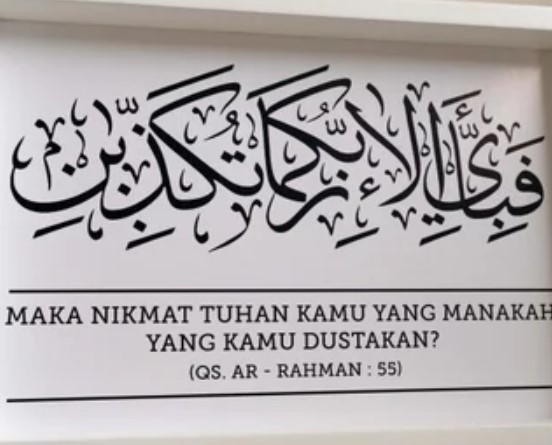 فَبِأَيِّ آلَاءِ رَبِّكُمَا تُكَذِّبَانِ
MAKA NIKMAT TUHAN KAMU YANG MANAKAH
YANG KAMU DUSTAKAN?
(QS. AR - RAHMAN : 55)